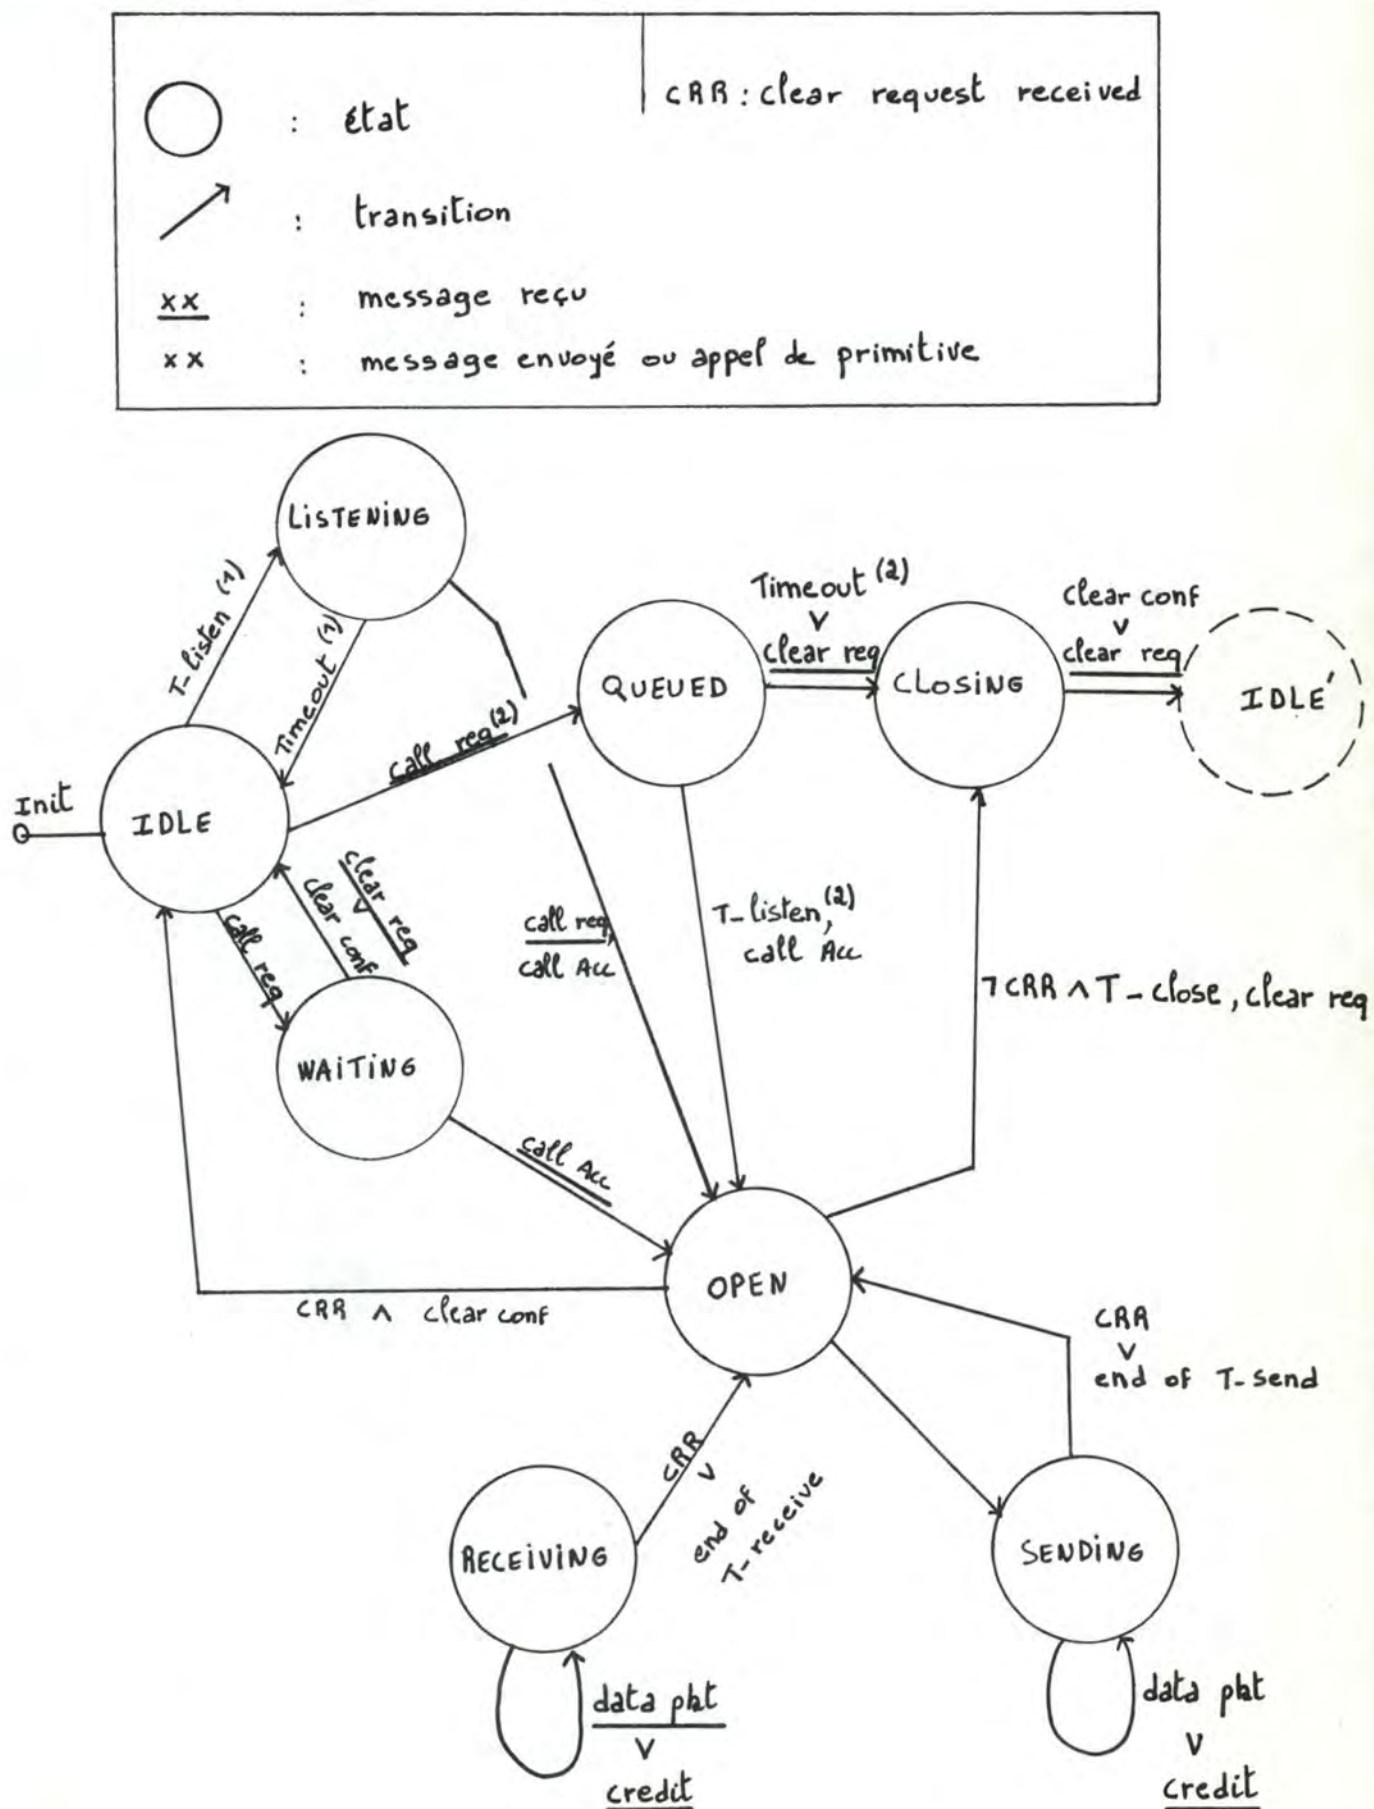 CRR : clear request received
: état
: transition
xx : message reçu
xx : message envoyé ou appel de primitive
LISTENING
T-listen (1)
Timeout (1)
Timeout (2)
v
clear req
clear conf
v
clear req
QUEUED
CLOSING
IDLE'
call req (2)
Init
IDLE
clear req
v
clear conf
call req
call req,
call Acc
T-listen, (2)
call Acc
¬CRR ∧ T-close, clear req
WAITING
call Acc
OPEN
CRR ∧ clear conf
CRR
v
end of T-send
CRR
v
end of
T-receive
RECEIVING
SENDING
data pkt
v
credit
data pkt
v
credit